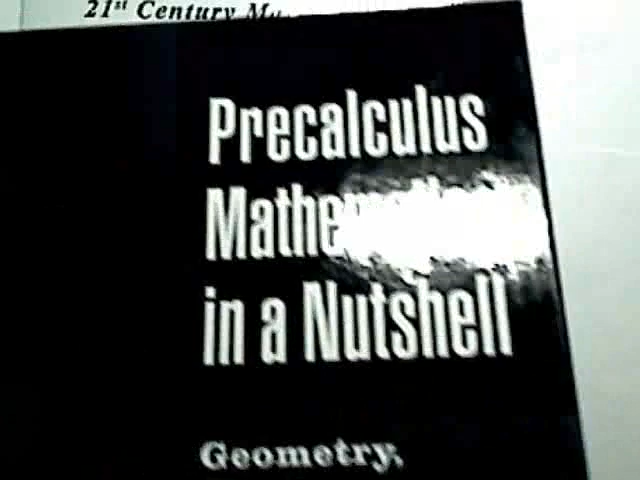 21st Century
Precalculus
in a Nutshell
Geometry,